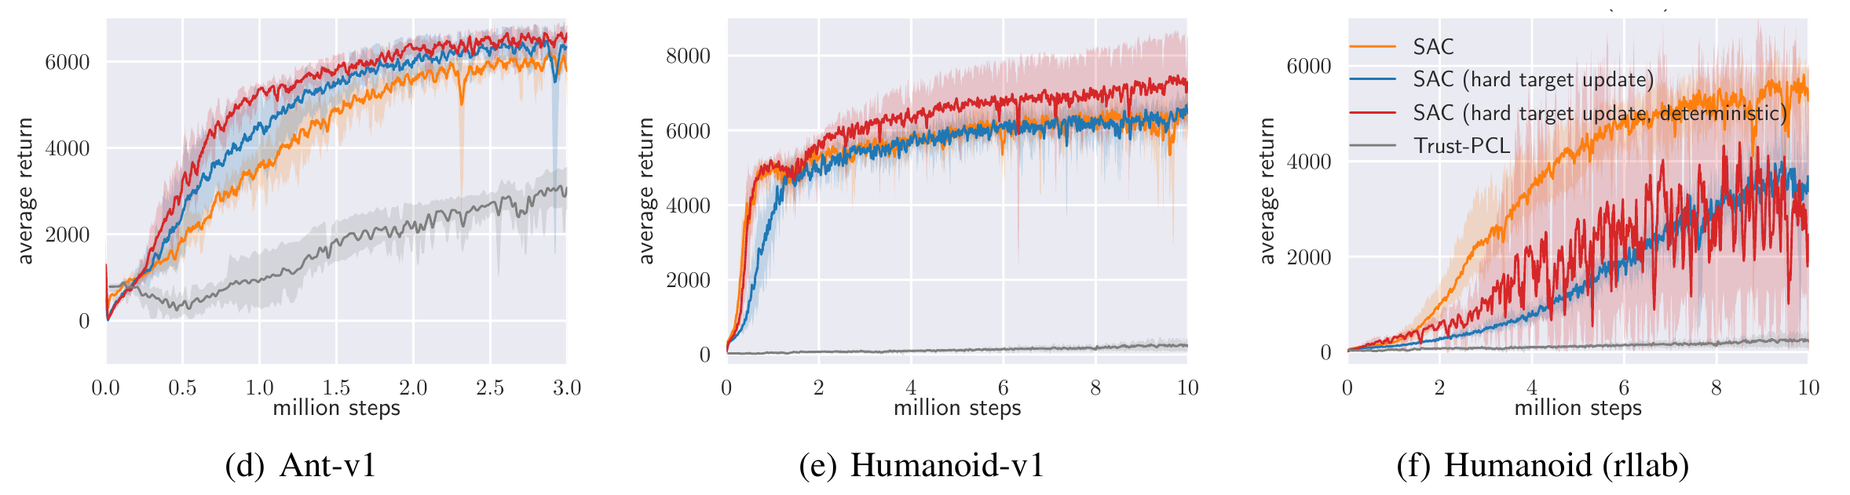 6000
4000
2000
0
average return
0.0 0.5 1.0 1.5 2.0 2.5 3.0
million steps
(d) Ant-v1
8000
6000
4000
2000
0
average return
0 2 4 6 8 10
million steps
(e) Humanoid-v1
SAC
SAC (hard target update)
SAC (hard target update, deterministic)
Trust-PCL
6000
4000
2000
0
average return
0 2 4 6 8 10
million steps
(f) Humanoid (rllab)